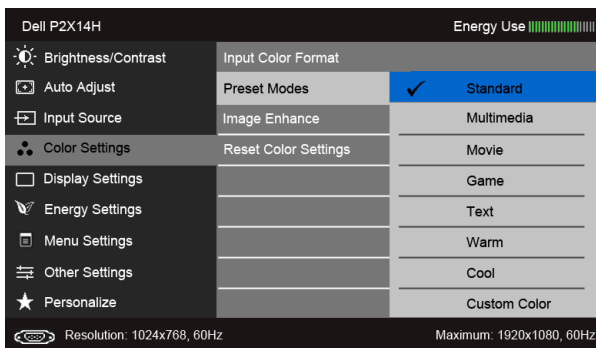 Dell P2X14H Energy Use
Brightness/Contrast Input Color Format
Auto Adjust Preset Modes Standard
Input Source Image Enhance Multimedia
Color Settings Reset Color Settings Movie
Display Settings Game
Energy Settings Text
Menu Settings Warm
Other Settings Cool
Personalize Custom Color
Resolution: 1024x768, 60Hz Maximum: 1920x1080, 60Hz